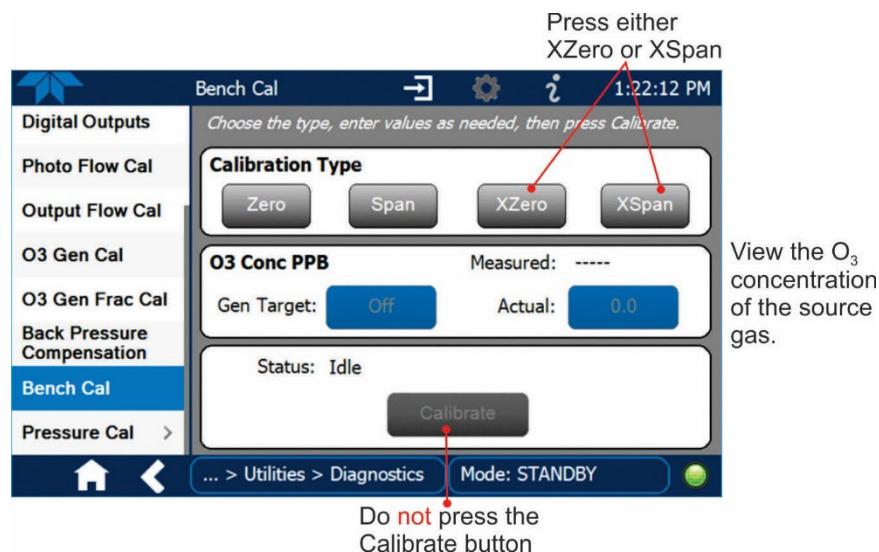 Press either
XZero or XSpan
Bench Cal
1:22:12 PM
Digital Outputs
Photo Flow Cal
Output Flow Cal
O3 Gen Cal
O3 Gen Frac Cal
Back Pressure
Compensation
Bench Cal
Pressure Cal >
Choose the type, enter values as needed, then press Calibrate.
Calibration Type
Zero Span XZero XSpan
O3 Conc PPB Measured: -----
Gen Target: Off Actual: 0.0
Status: Idle
Calibrate
... > Utilities > Diagnostics Mode: STANDBY
View the O₃
concentration
of the source
gas.
Do not press the
Calibrate button